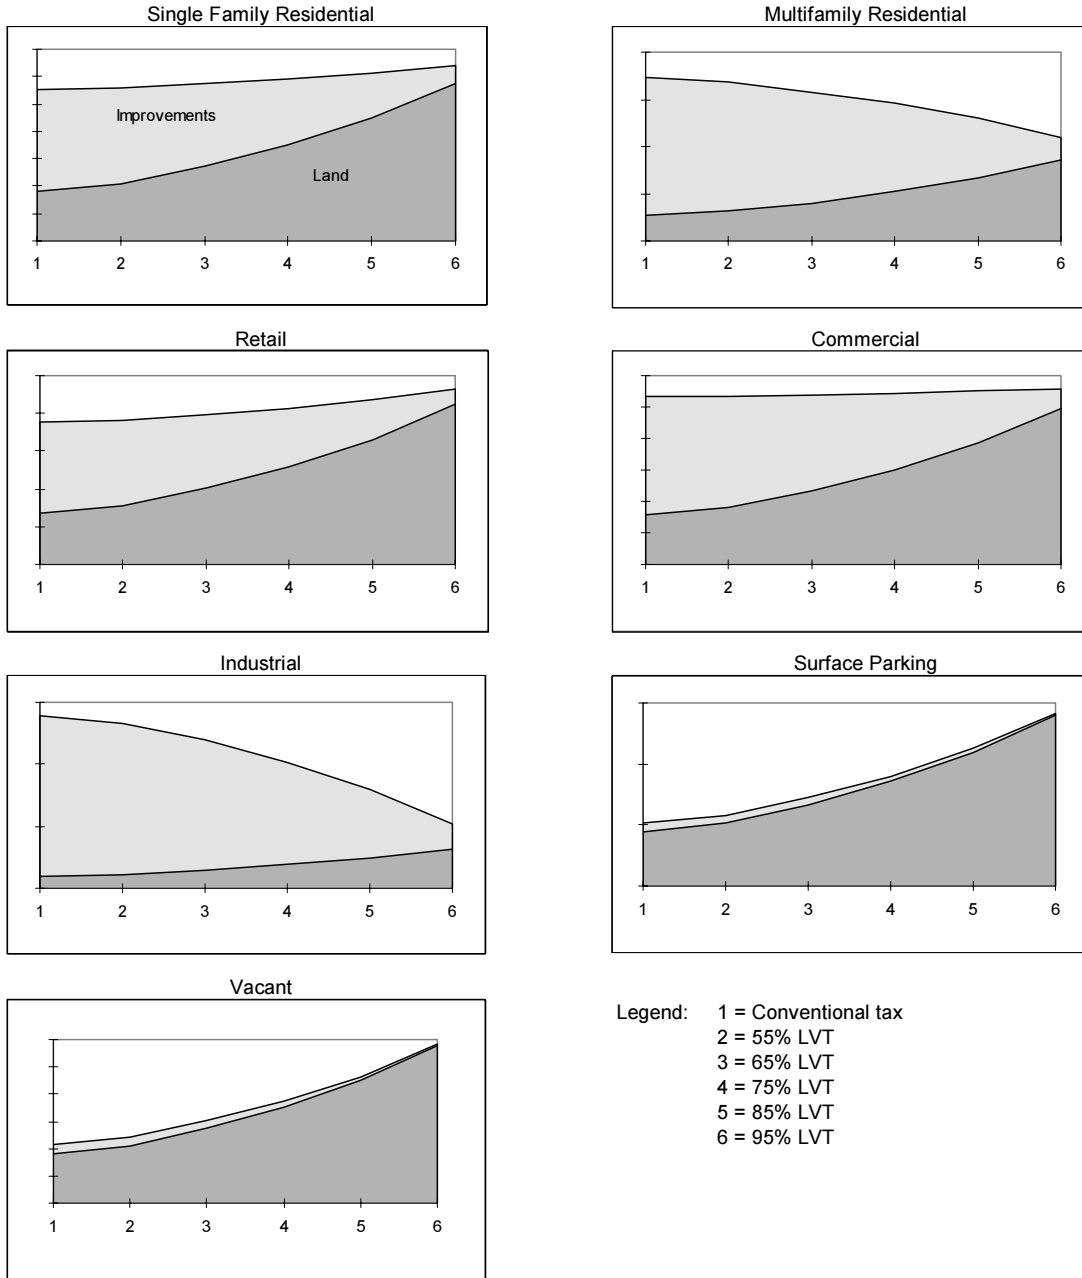 Single Family Residential
Improvements
Land
1 2 3 4 5 6
Multifamily Residential
1 2 3 4 5 6
Retail
1 2 3 4 5 6
Commercial
1 2 3 4 5 6
Industrial
1 2 3 4 5 6
Surface Parking
1 2 3 4 5 6
Vacant
1 2 3 4 5 6
Legend: 1 = Conventional tax
2 = 55% LVT
3 = 65% LVT
4 = 75% LVT
5 = 85% LVT
6 = 95% LVT